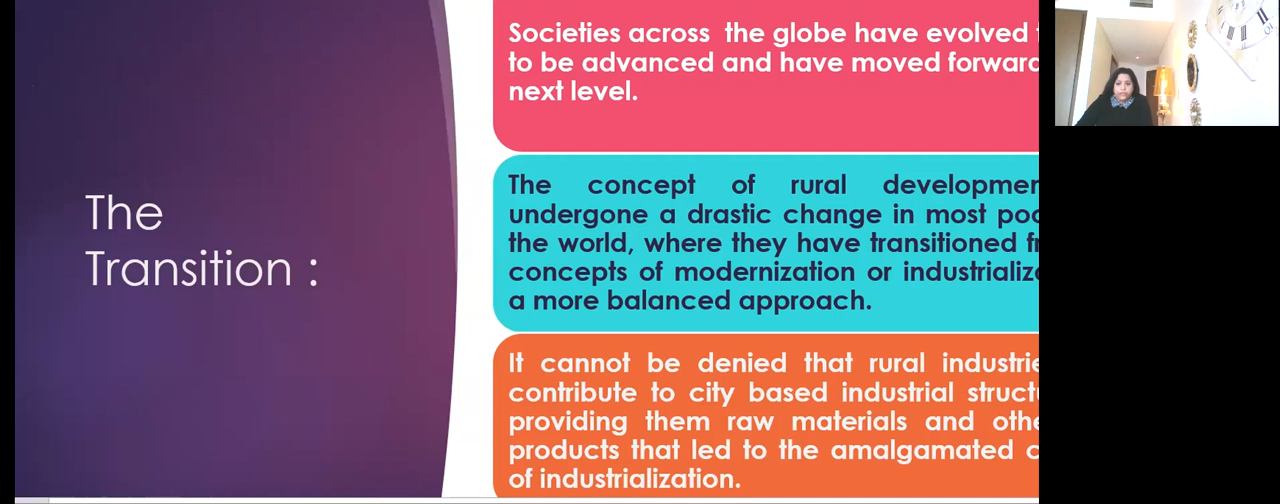 The
Transition :
Societies across the globe have evolved
to be advanced and have moved forward
next level.
The concept of rural
undergone a drastic change in most
the world, where they have transitioned
concepts of modernization or
a more balanced approach.
It cannot be denied that rural
contribute to city based industrial
providing them raw materials and
products that led to the amalgamated
of industrialization.